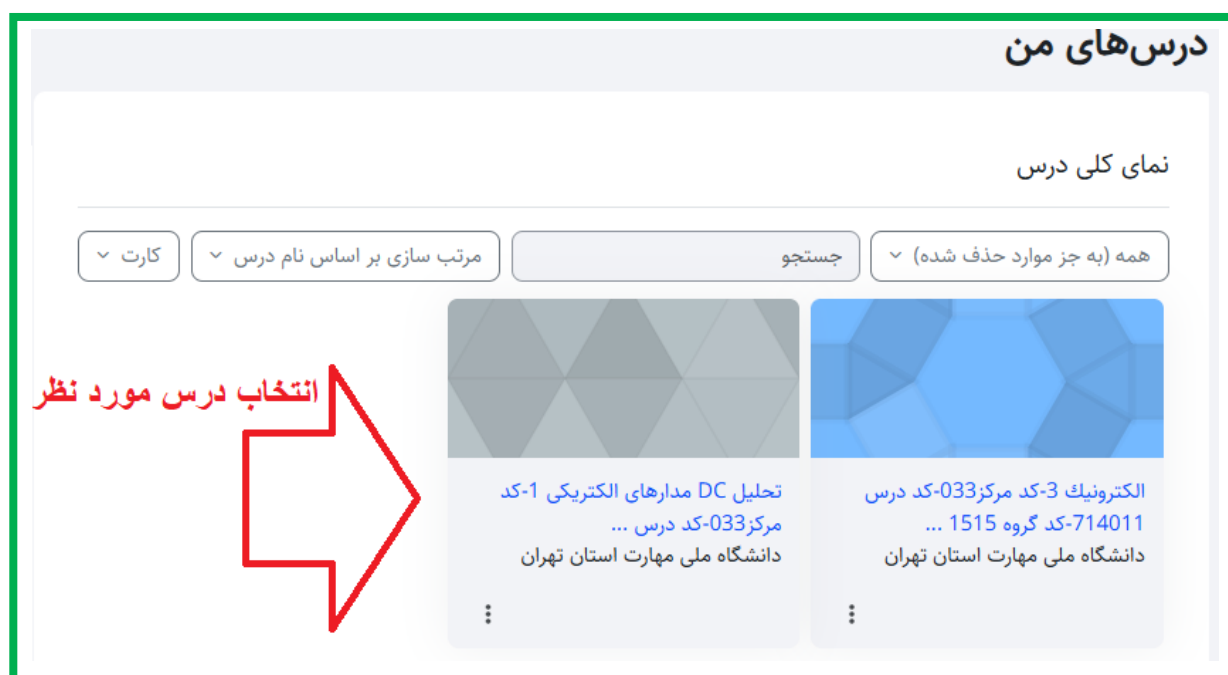 درس‌های من
نمای کلی درس
همه (به جز موارد حذف شده)
جستجو
مرتب سازی بر اساس نام درس
کارت
انتخاب درس مورد نظر
الكترونيك 3-کد مرکز033-کد درس
714011-کد گروه 1515 ...
دانشگاه ملی مهارت استان تهران
تحلیل DC مدارهای الکتریکی 1-کد
مرکز033-کد درس ...
دانشگاه ملی مهارت استان تهران